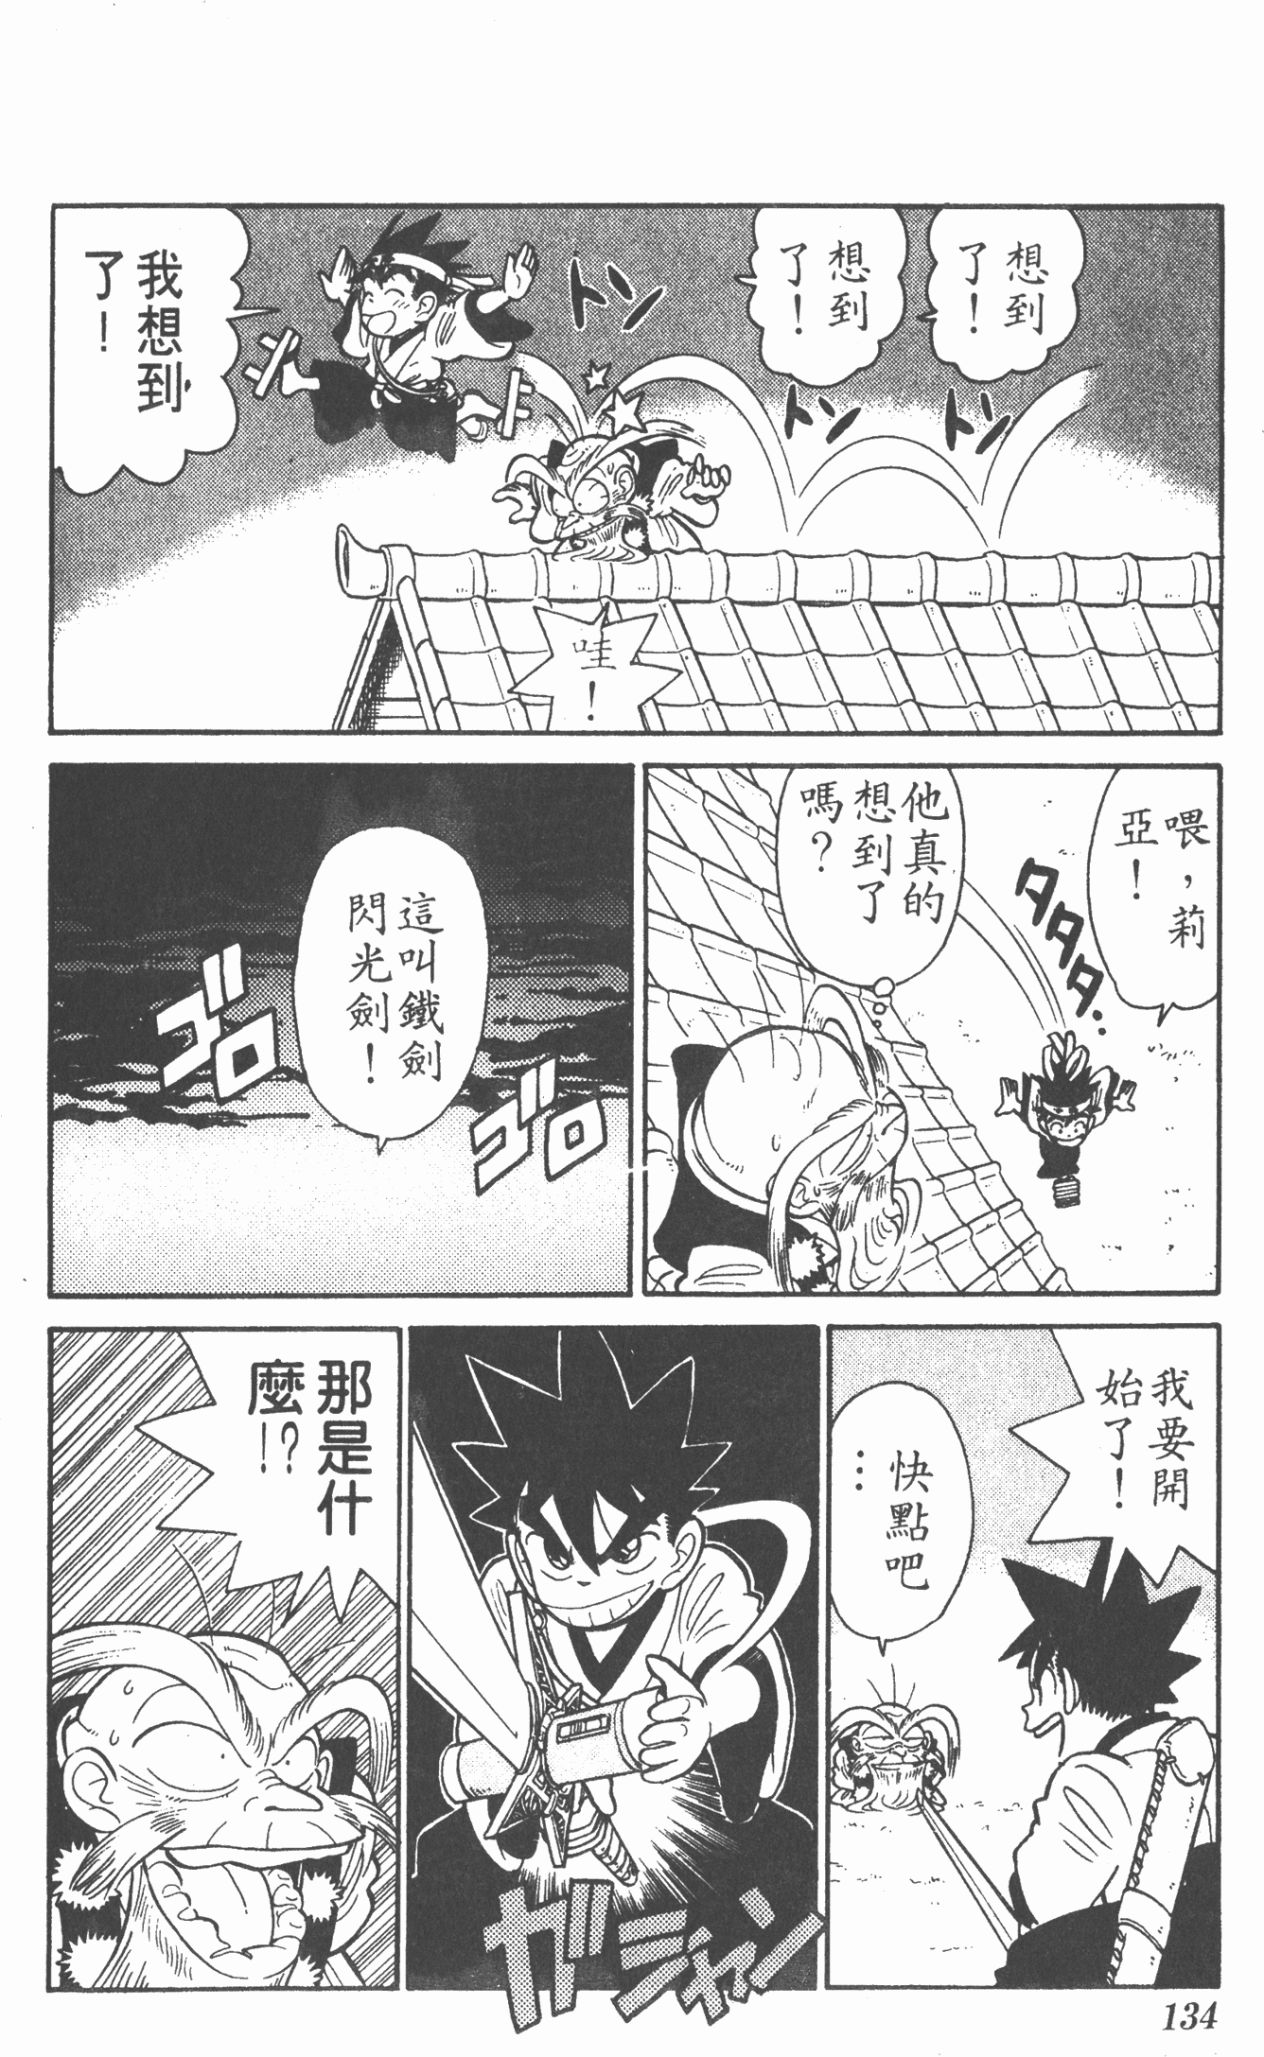 想到
了！
想到
了！
トン
トン
トン
我想到
了！
哇！
喂，莉
亞！
タタタ‥
他真的
想到了
嗎？
這叫鐵劍
閃光劍！
ゴロ
ゴロ
我要開
始了！
快點吧
…
ガシャン
那是什
麼！？
134